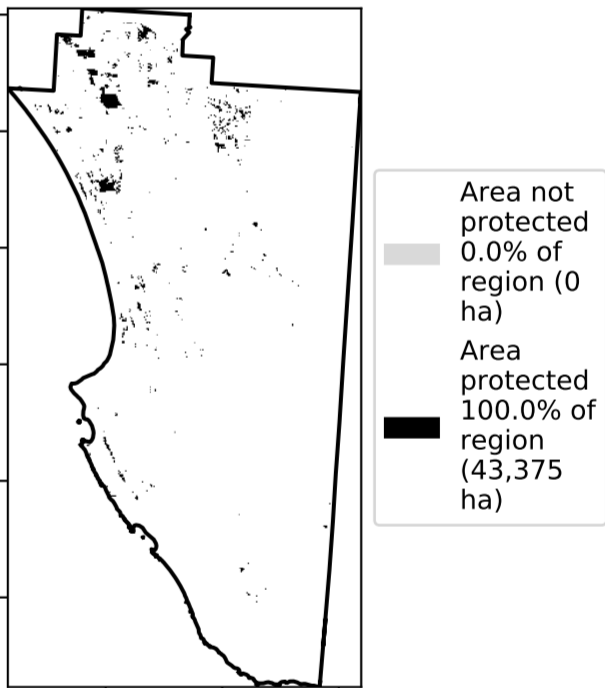 Area not
protected
0.0% of
region (0
ha)
Area
protected
100.0% of
region
(43,375
ha)